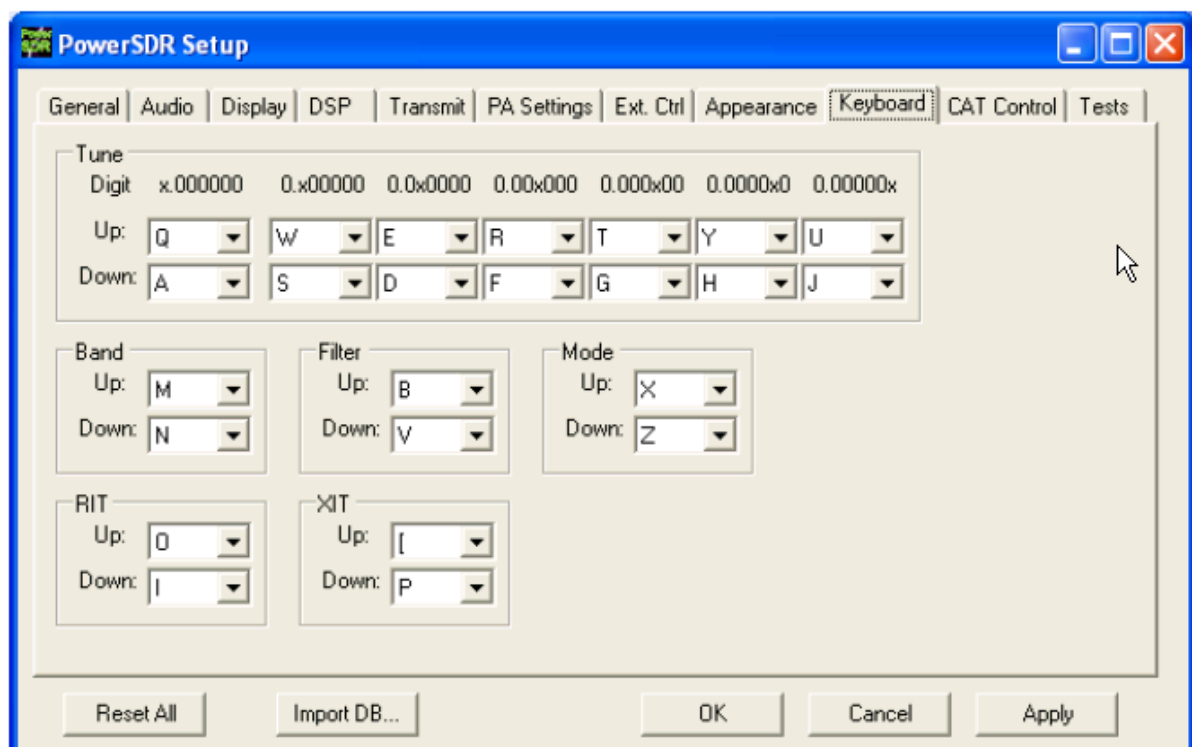 PowerSDR Setup
General Audio Display DSP Transmit PA Settings Ext. Ctrl Appearance Keyboard CAT Control Tests
Tune
Digit x.000000 0.x00000 0.0x0000 0.00x000 0.000x00 0.0000x0 0.00000x
Up: Q W E R T Y U
Down: A S D F G H J
Band Filter Mode
Up: M Up: B Up: X
Down: N Down: V Down: Z
RIT XIT
Up: O Up: [
Down: I Down: P
Reset All Import DB... OK Cancel Apply